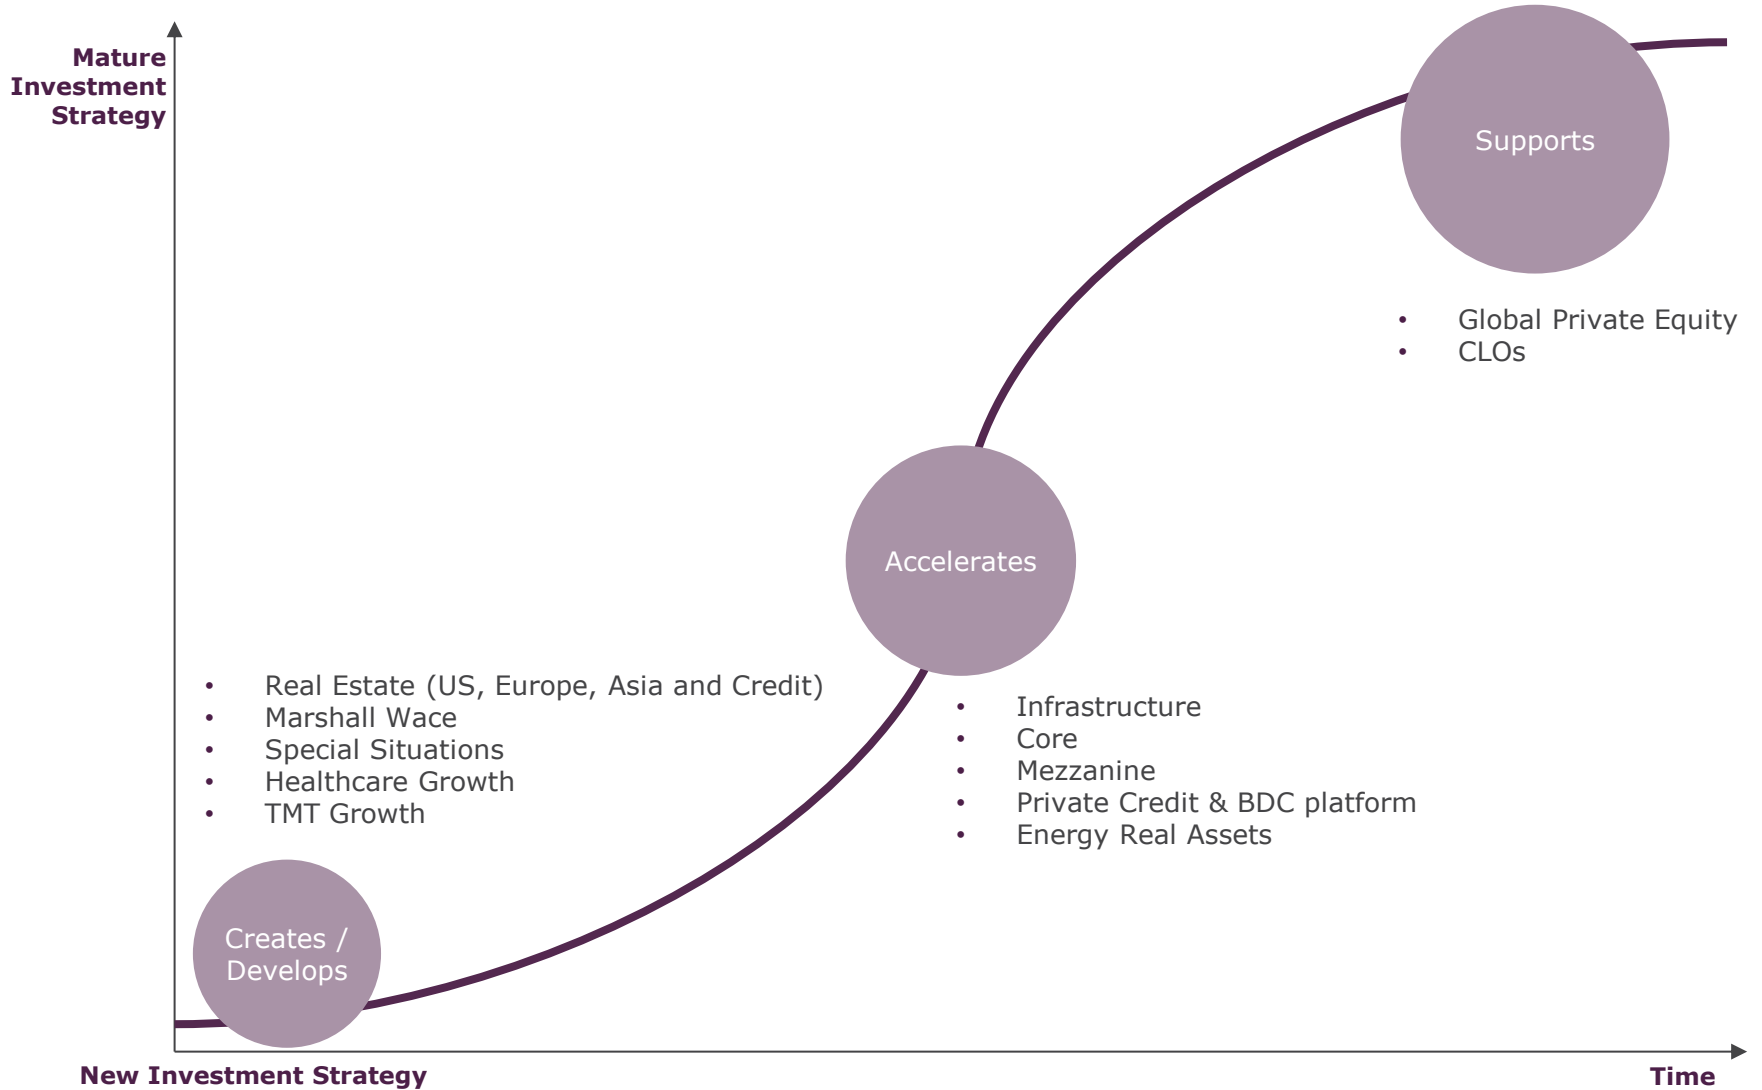 Mature
Investment
Strategy
Supports
• Global Private Equity
• CLOs
Accelerates
• Infrastructure
• Core
• Mezzanine
• Private Credit & BDC platform
• Energy Real Assets
• Real Estate (US, Europe, Asia and Credit)
• Marshall Wace
• Special Situations
• Healthcare Growth
• TMT Growth
Creates /
Develops
New Investment Strategy
Time